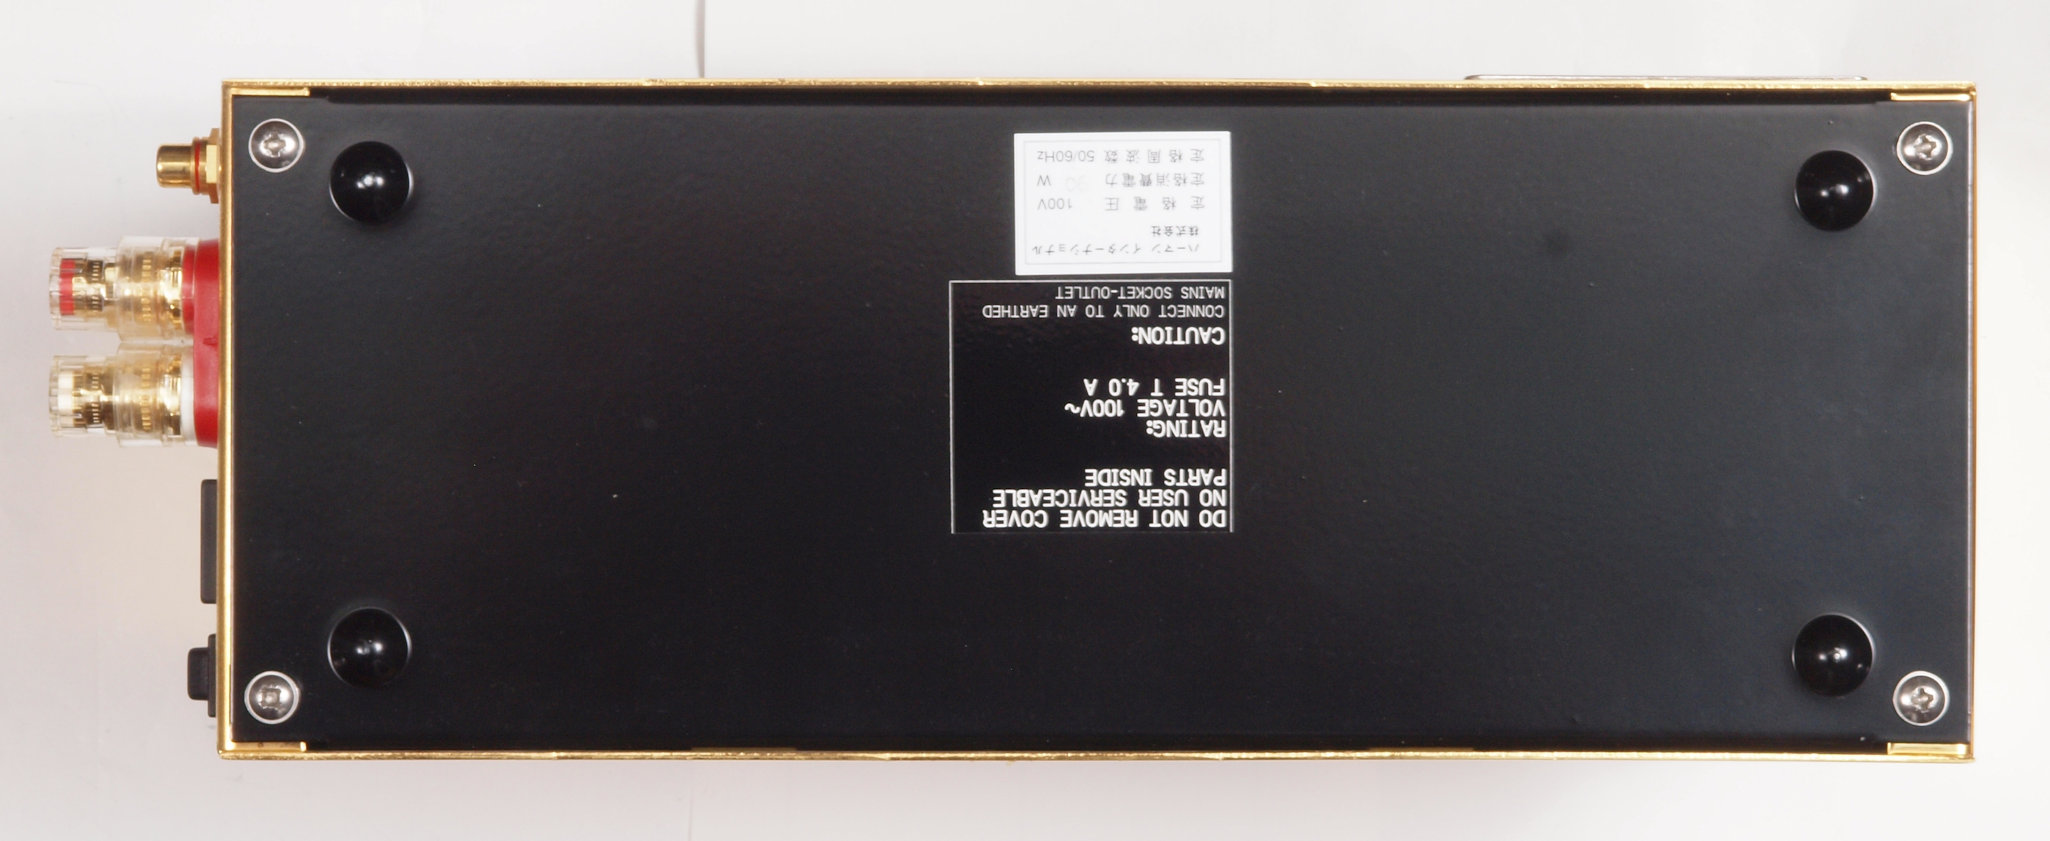 DO NOT REMOVE COVER
NO USER SERVICEABLE
PARTS INSIDE
RATING:
VOLTAGE 100V~
FUSE T 4.0 A
CAUTION:
CONNECT ONLY TO AN EARTHED
MAINS SOCKET-OUTLET
ハーマン インターナショナル
株式会社
定格電圧 100V
定格消費電力 W
定格周波数 50/60Hz